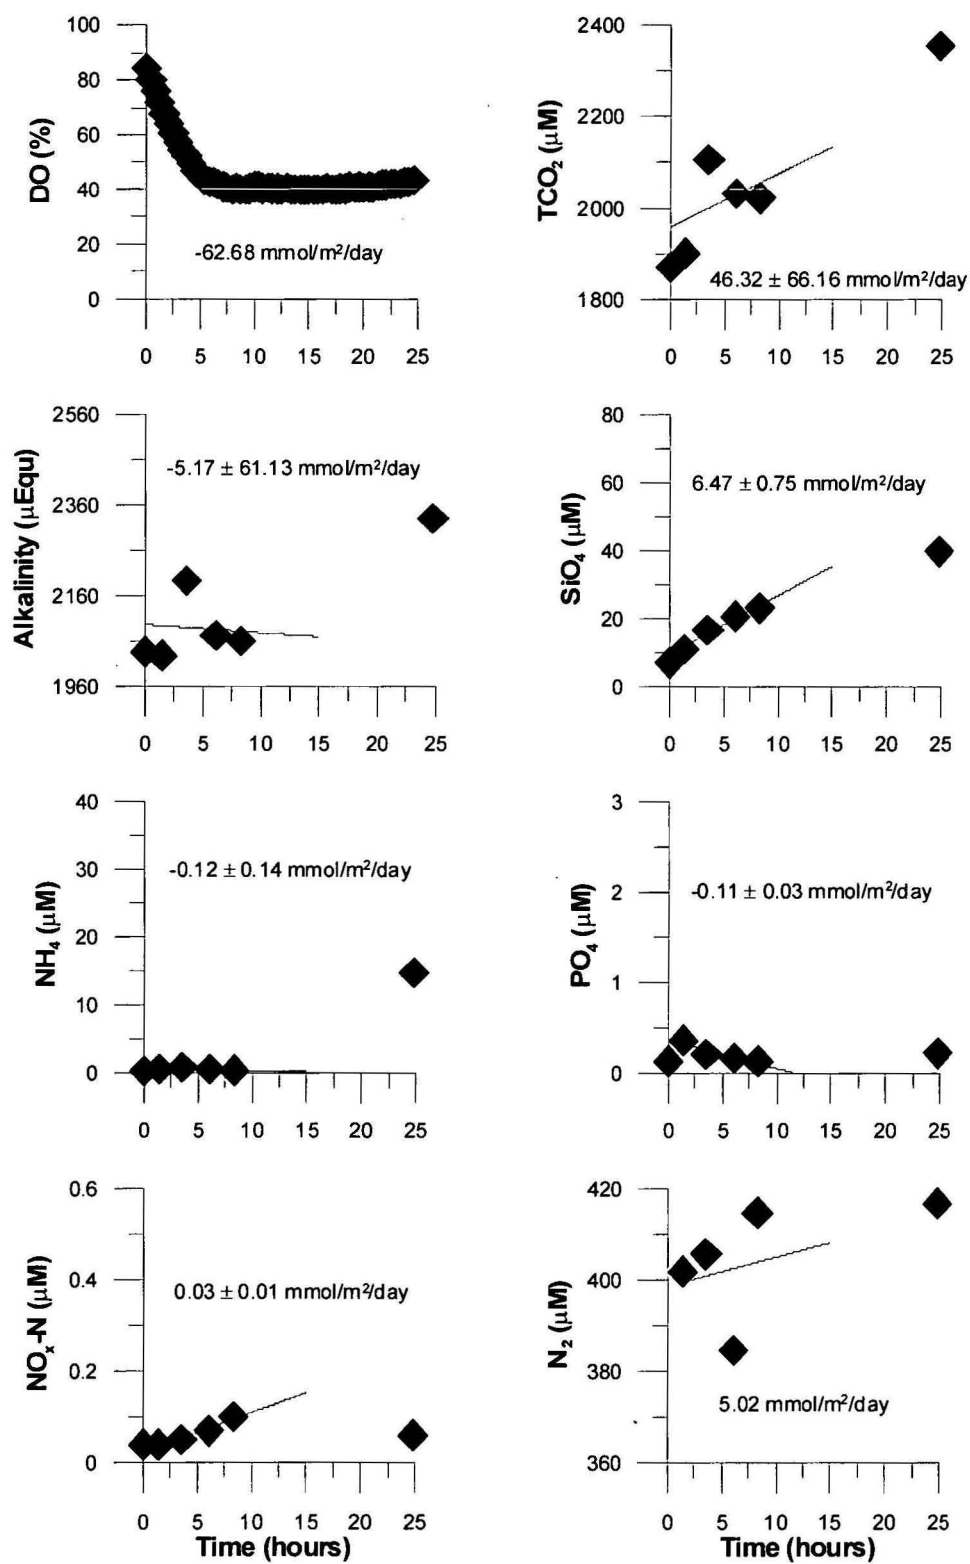 DO (%)
100
80
60
40
20
0
-62.68 mmol/m²/day
0 5 10 15 20 25
TCO₂ (μM)
2400
2200
2000
1800
46.32 ± 66.16 mmol/m²/day
0 5 10 15 20 25
Alkalinity (μEqu)
2560
2360
2160
1960
-5.17 ± 61.13 mmol/m²/day
0 5 10 15 20 25
SiO₄ (μM)
80
60
40
20
0
6.47 ± 0.75 mmol/m²/day
0 5 10 15 20 25
NH₄ (μM)
40
30
20
10
0
-0.12 ± 0.14 mmol/m²/day
0 5 10 15 20 25
PO₄ (μM)
3
2
1
0
-0.11 ± 0.03 mmol/m²/day
0 5 10 15 20 25
NOₓ-N (μM)
0.6
0.4
0.2
0
0.03 ± 0.01 mmol/m²/day
0 5 10 15 20 25
Time (hours)
N₂ (μM)
420
400
380
360
5.02 mmol/m²/day
0 5 10 15 20 25
Time (hours)